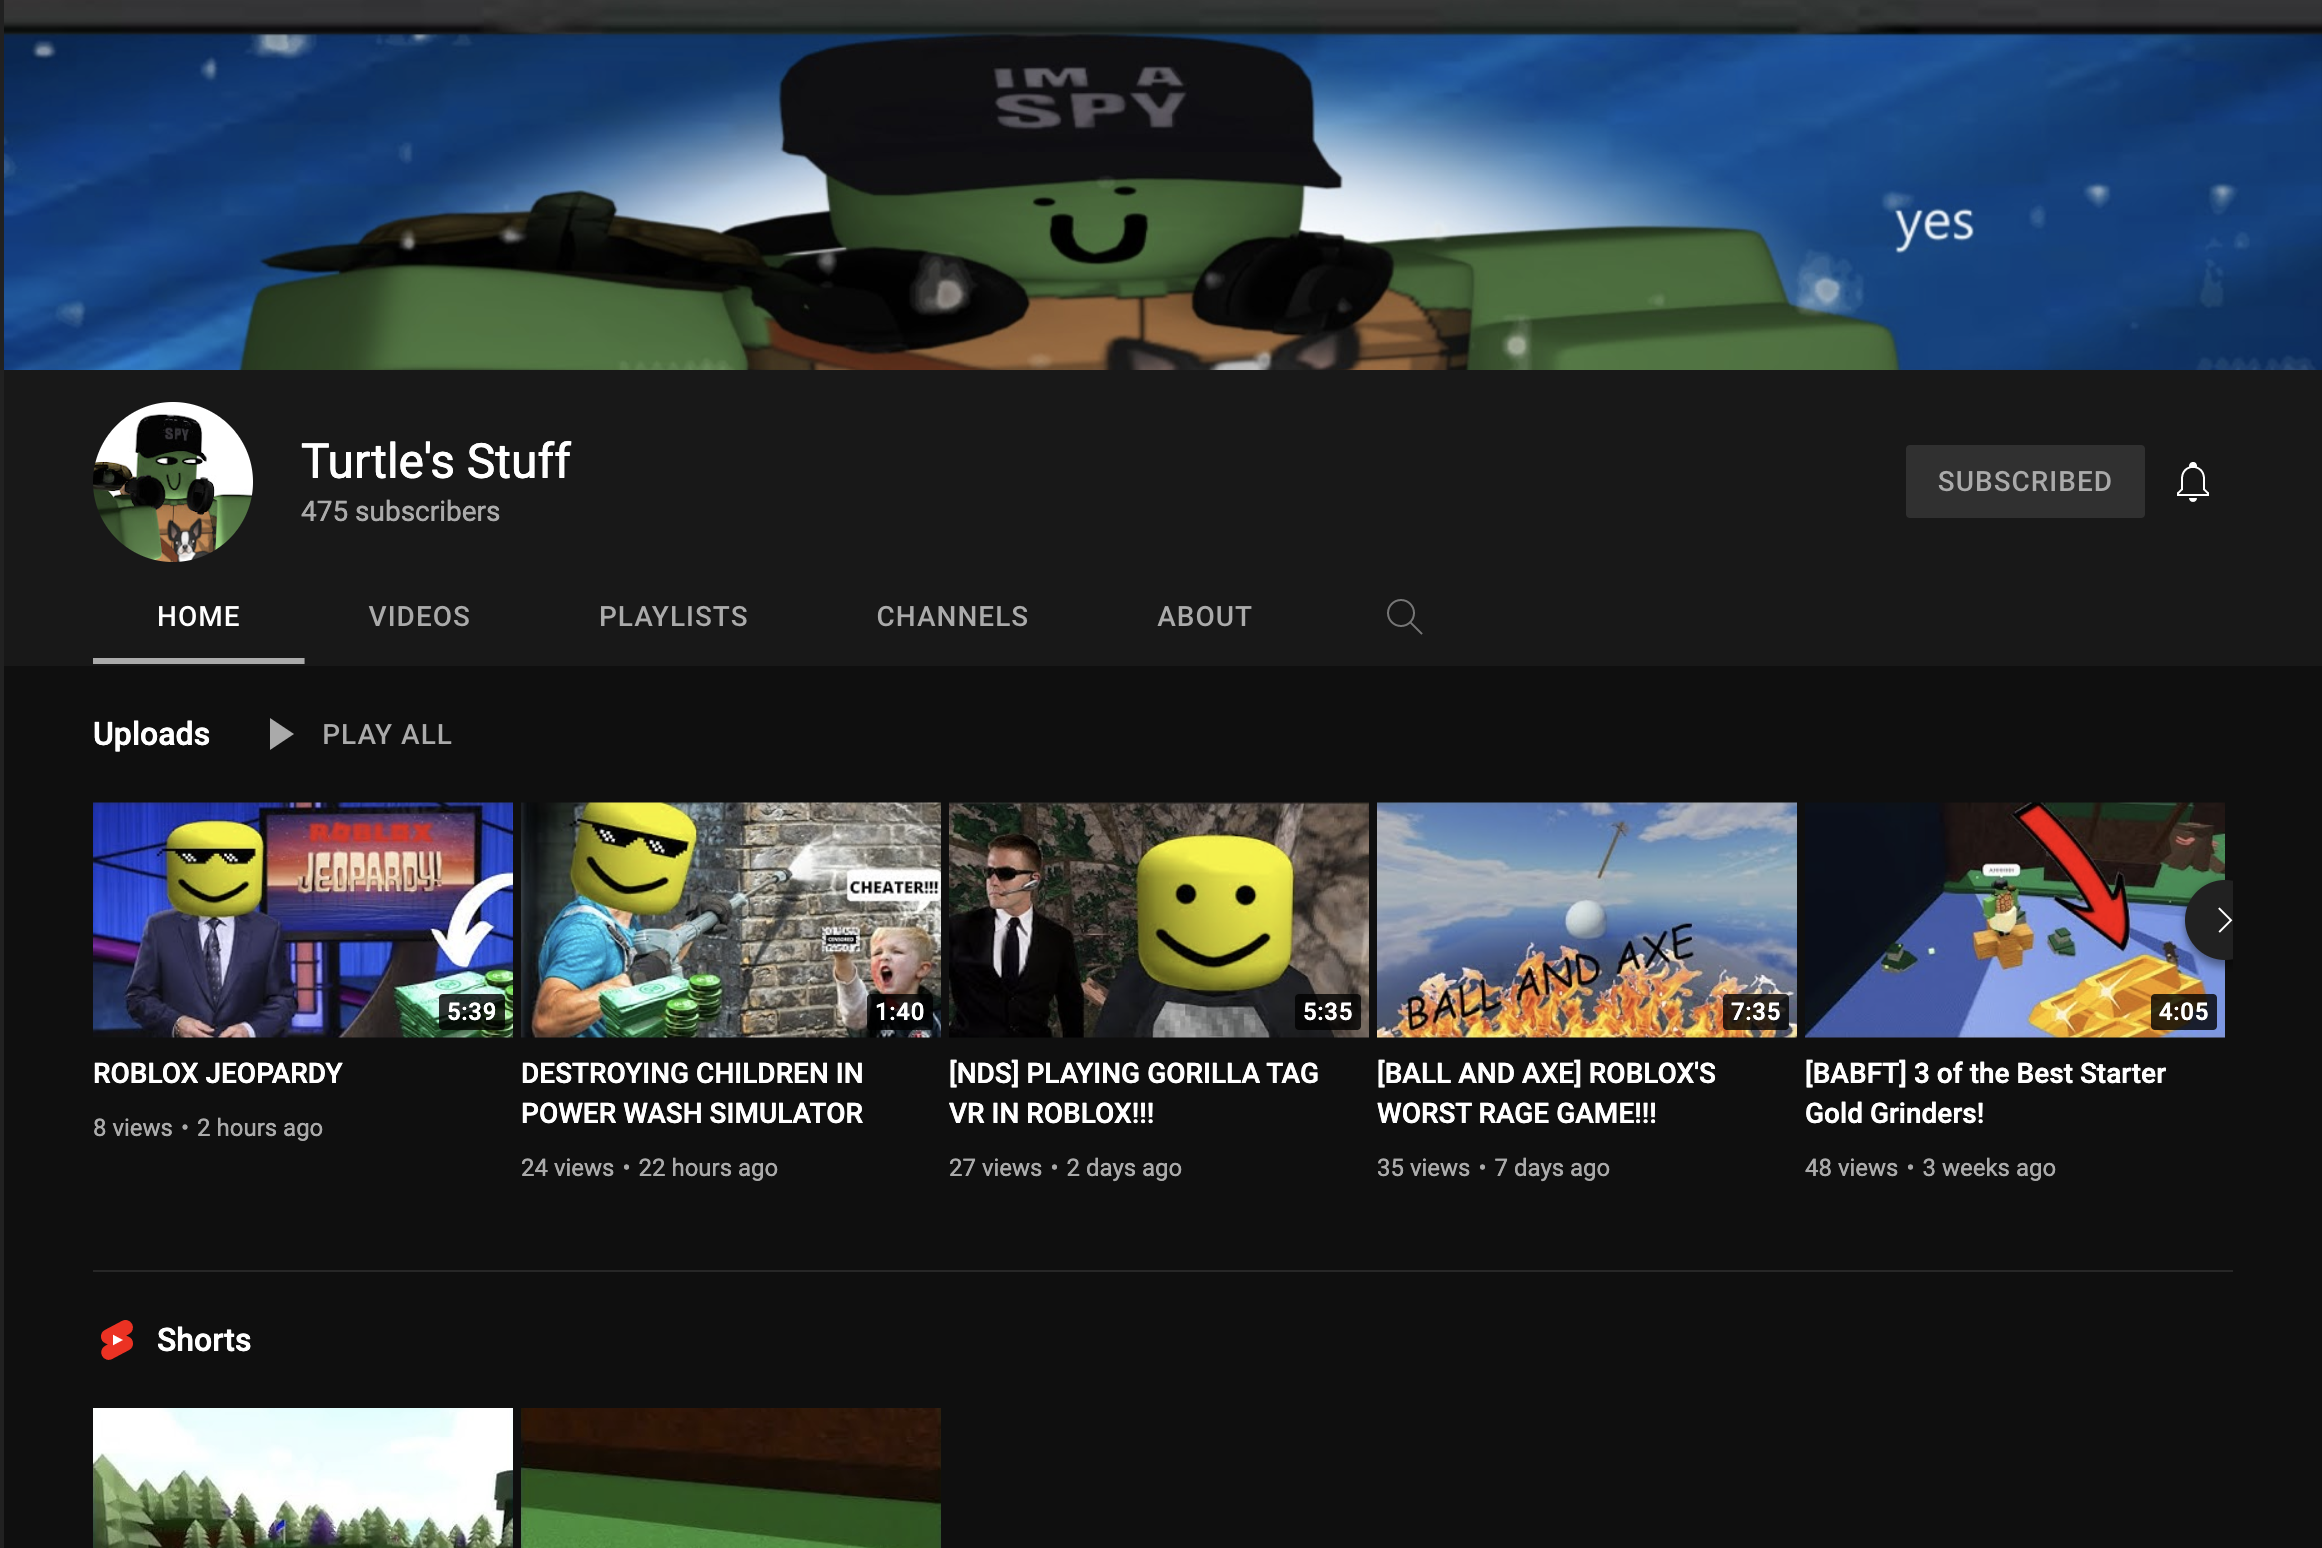 IM A
SPY
yes
SPY
Turtle's Stuff
475 subscribers
SUBSCRIBED
HOME
VIDEOS
PLAYLISTS
CHANNELS
ABOUT
Uploads
PLAY ALL
ROBLOX
JEOPARDY!
5:39
CHEATER!!!
CENSORED
1:40
5:35
BALL AND AXE
7:35
4:05
ROBLOX JEOPARDY
8 views • 2 hours ago
DESTROYING CHILDREN IN
POWER WASH SIMULATOR
24 views • 22 hours ago
[NDS] PLAYING GORILLA TAG
VR IN ROBLOX!!!
27 views • 2 days ago
[BALL AND AXE] ROBLOX'S
WORST RAGE GAME!!!
35 views • 7 days ago
[BABFT] 3 of the Best Starter
Gold Grinders!
48 views • 3 weeks ago
Shorts